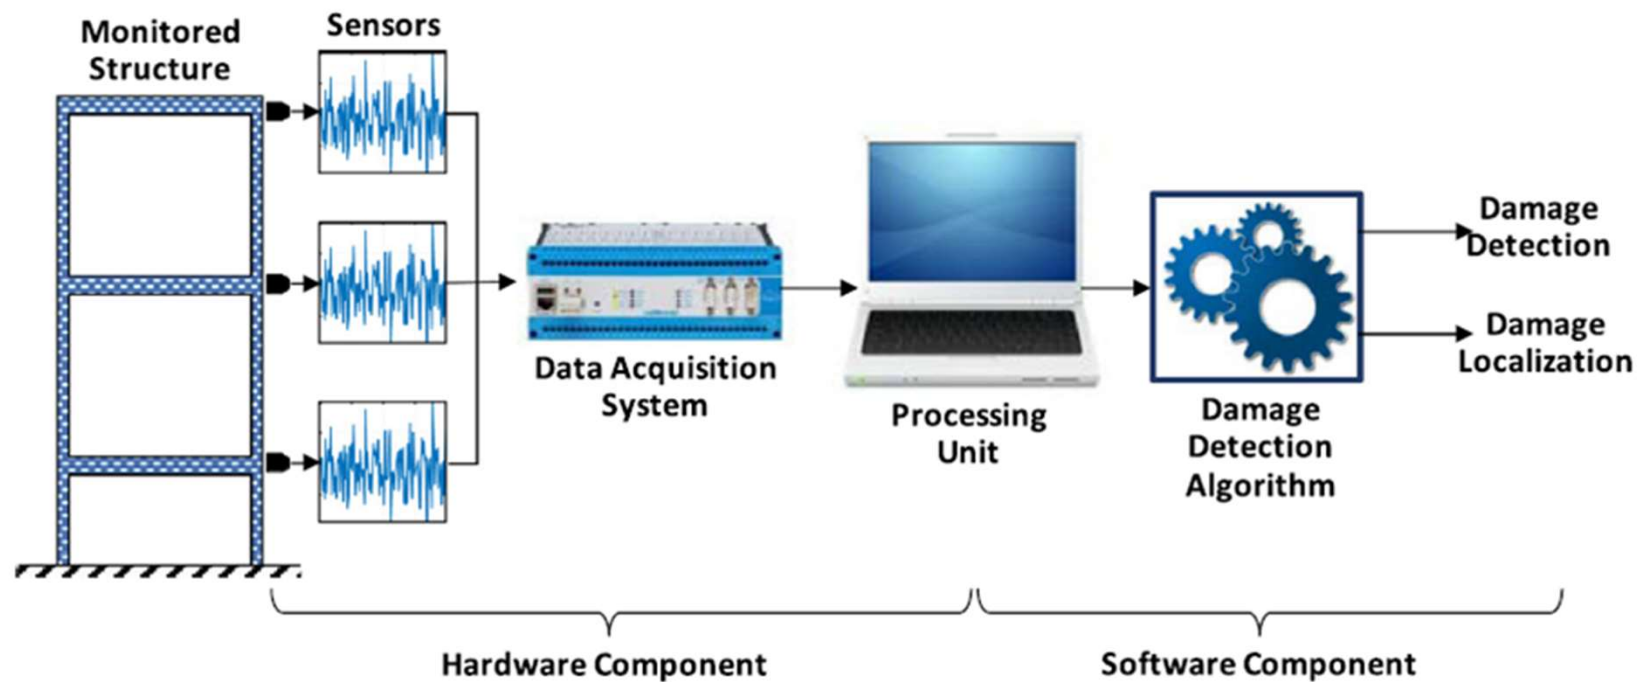 Monitored
Structure
Sensors
Data Acquisition
System
Processing
Unit
Damage
Detection
Algorithm
Damage
Detection
Damage
Localization
Hardware Component
Software Component